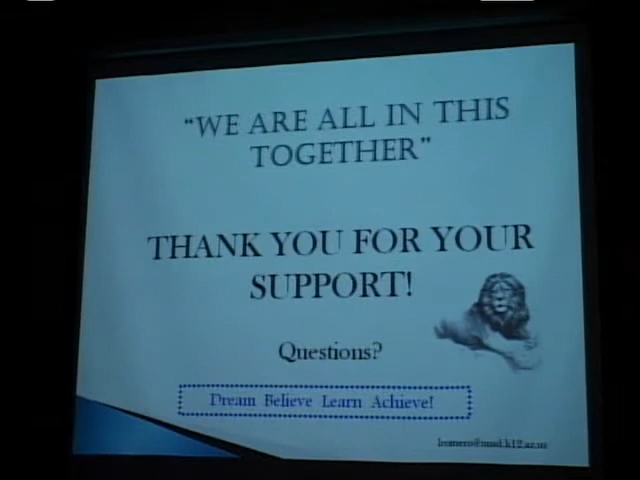 "WE ARE ALL IN THIS
TOGETHER"
THANK YOU FOR YOUR
SUPPORT!
Questions?
Dream Believe Learn Achieve!